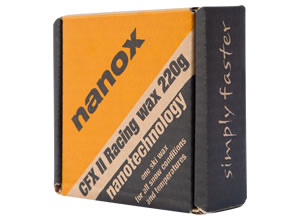 nanox
CFX II Racing wax 220g
nanotechnology
one ski wax
for all snow conditions
and temperatures
simply faster